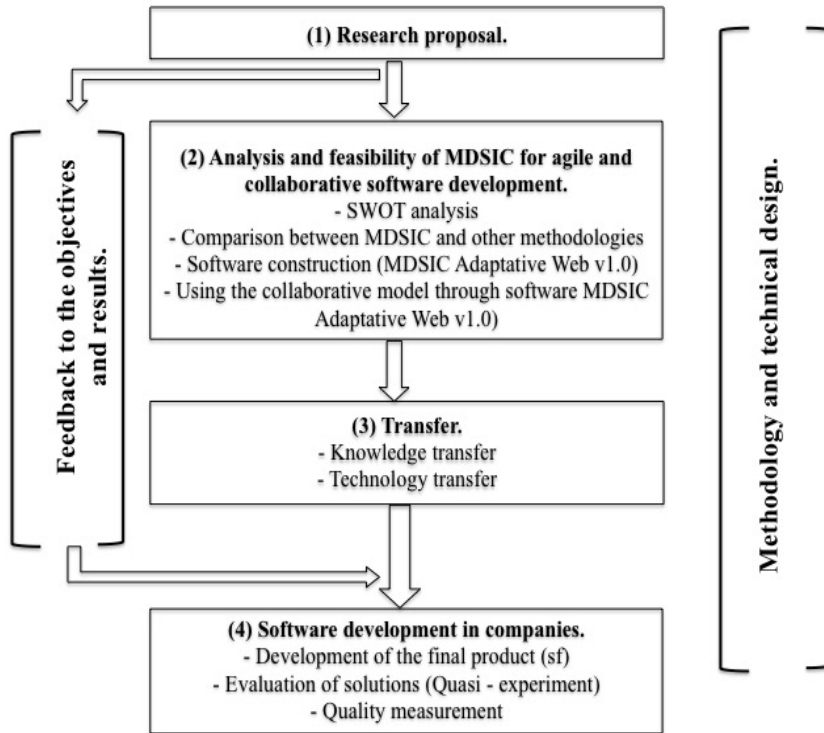 (1) Research proposal.
(2) Analysis and feasibility of MDSIC for agile and
collaborative software development.
- SWOT analysis
- Comparison between MDSIC and other methodologies
- Software construction (MDSIC Adaptative Web v1.0)
- Using the collaborative model through software MDSIC
Adaptative Web v1.0)
(3) Transfer.
- Knowledge transfer
- Technology transfer
(4) Software development in companies.
- Development of the final product (sf)
- Evaluation of solutions (Quasi - experiment)
- Quality measurement
Feedback to the objectives
and results.
Methodology and technical design.